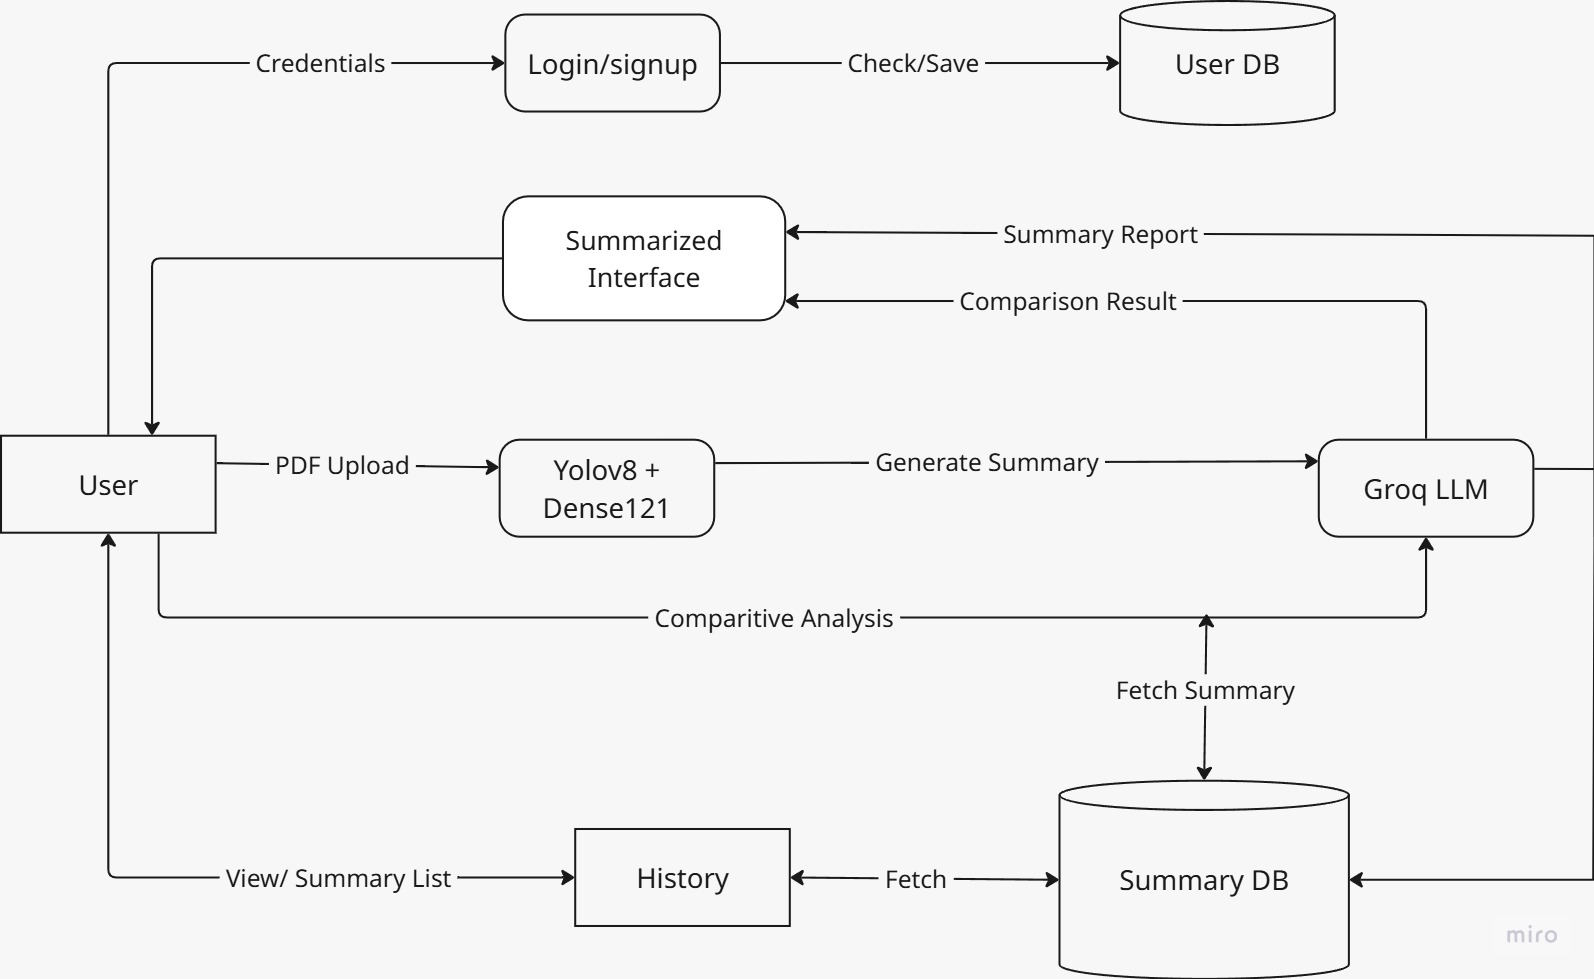 Credentials
Login/signup
Check/Save
User DB
Summarized
Interface
Summary Report
Comparison Result
User
PDF Upload
Yolov8 +
Dense121
Generate Summary
Groq LLM
Comparitive Analysis
Fetch Summary
View/ Summary List
History
Fetch
Summary DB
miro